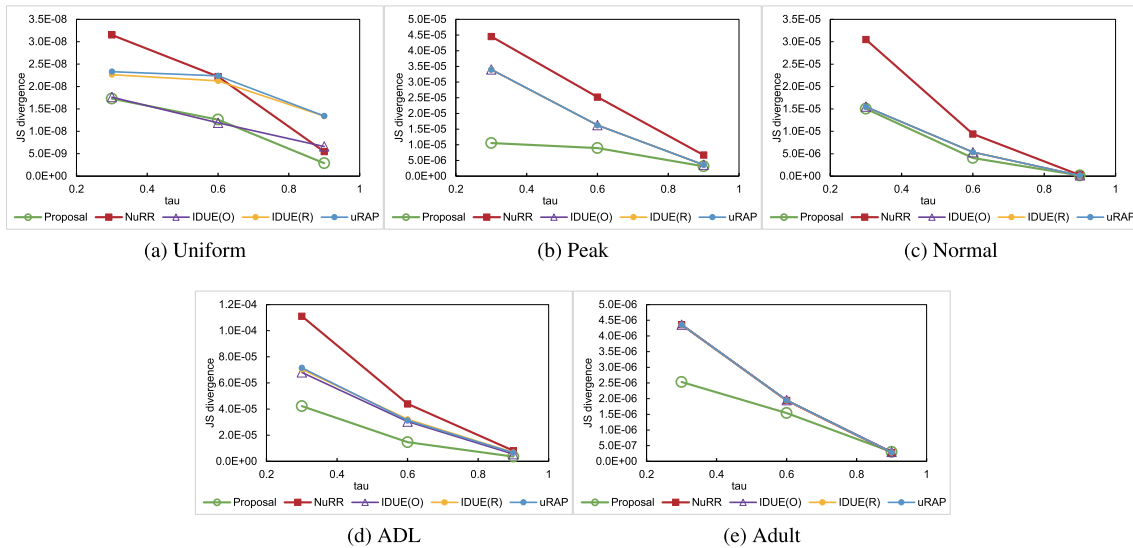 3.5E-08
3.0E-08
2.5E-08
2.0E-08
1.5E-08
1.0E-08
5.0E-09
0.0E+00
JS divergence
0.2 0.4 0.6 0.8 1
tau
Proposal NuRR IDUE(O) IDUE(R) uRAP
(a) Uniform
5.0E-05
4.5E-05
4.0E-05
3.5E-05
3.0E-05
2.5E-05
2.0E-05
1.5E-05
1.0E-05
5.0E-06
0.0E+00
JS divergence
0.2 0.4 0.6 0.8 1
tau
Proposal NuRR IDUE(O) IDUE(R) uRAP
(b) Peak
3.5E-05
3.0E-05
2.5E-05
2.0E-05
1.5E-05
1.0E-05
5.0E-06
0.0E+00
JS divergence
0.2 0.4 0.6 0.8 1
tau
Proposal NuRR IDUE(O) IDUE(R) uRAP
(c) Normal
1.2E-04
1.0E-04
8.0E-05
6.0E-05
4.0E-05
2.0E-05
0.0E+00
JS divergence
0.2 0.4 0.6 0.8 1
tau
Proposal NuRR IDUE(O) IDUE(R) uRAP
(d) ADL
5.0E-06
4.5E-06
4.0E-06
3.5E-06
3.0E-06
2.5E-06
2.0E-06
1.5E-06
1.0E-06
5.0E-07
0.0E+00
JS divergence
0.2 0.4 0.6 0.8 1
tau
Proposal NuRR IDUE(O) IDUE(R) uRAP
(e) Adult